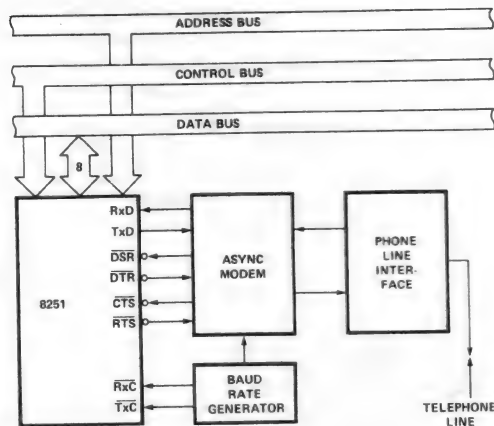 ADDRESS BUS
CONTROL BUS
DATA BUS
8
8251
RxD
TxD
DSR
DTR
CTS
RTS
RxC
TxC
ASYNC
MODEM
PHONE
LINE
INTER-
FACE
BAUD
RATE
GENERATOR
TELEPHONE
LINE